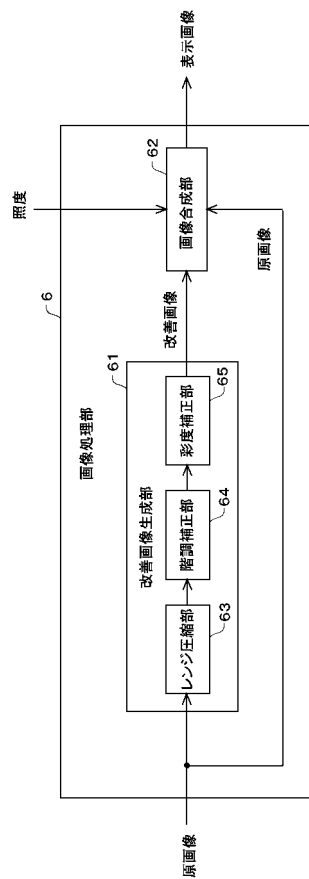 画像処理部
6
照度
改善画像生成部
61
62
原画像
レンジ圧縮部
63
階調補正部
64
彩度補正部
65
改善画像
画像合成部
表示画像
原画像